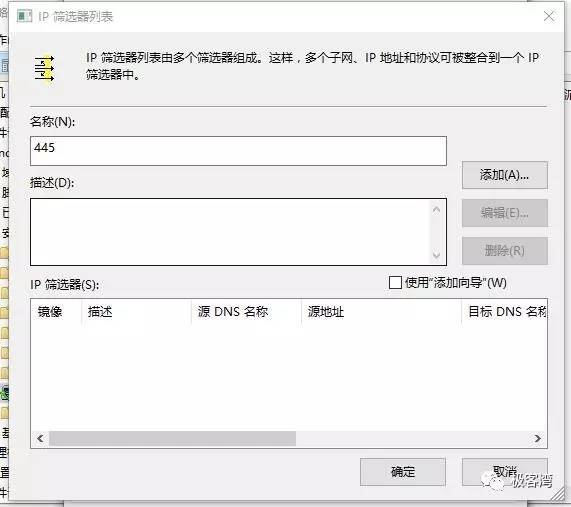 IP 筛选器列表
IP 筛选器列表由多个筛选器组成。这样，多个子网、IP 地址和协议可被整合到一个 IP
筛选器中。
名称(N):
445
添加(A)...
描述(D):
编辑(E)...
删除(R)
IP 筛选器(S):
使用“添加向导”(W)
镜像 描述 源 DNS 名称 源地址 目标 DNS 名称
确定
取消
极客湾